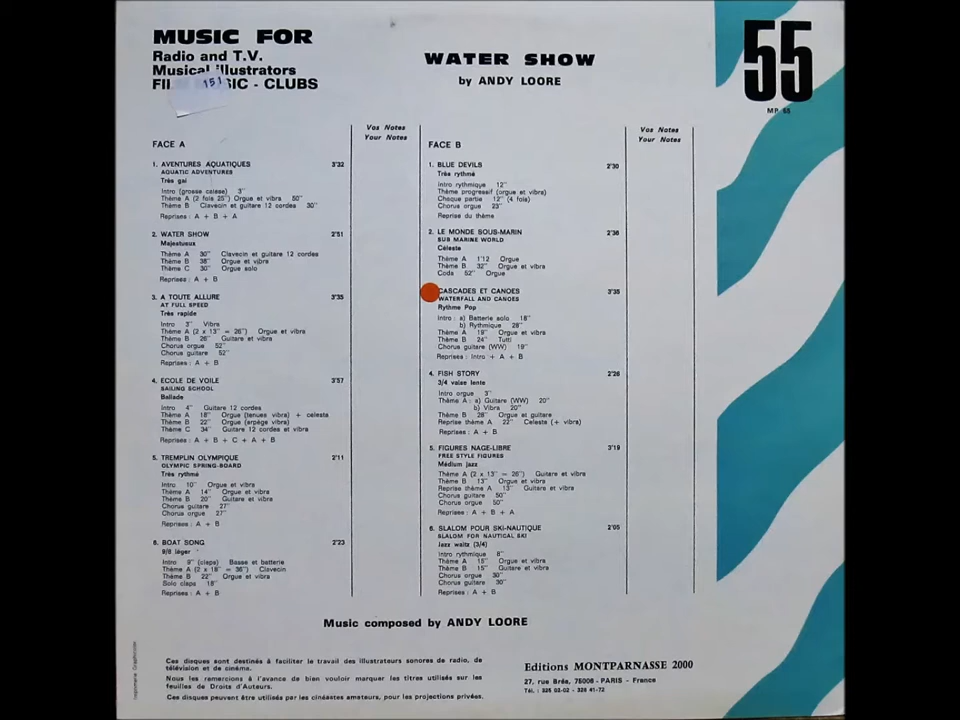 MUSIC FOR
Radio and T.V.
Musical illustrators
151
- CLUBS
WATER SHOW
by ANDY LOORE
55
MP 55
Vos Notes
Your Notes
FACE A
1. AVENTURES AQUATIQUES 3'32
AQUATIC ADVENTURES
Très gai
Intro (grosse caisse) 3"
Thème A (2 fois 25") Orgue et vibra 50"
Thème B Clavecin et guitare 12 cordes 30"
Reprises : A + B + A
2. WATER SHOW 2'51
Majestueux
Thème A 30" Clavecin et guitare 12 cordes
Thème B 38" Orgue et vibra
Thème C 30" Orgue solo
Reprises : A + B
3. A TOUTE ALLURE 3'35
AT FULL SPEED
Très rapide
Intro 3" Vibra
Thème A (2 x 13" = 26") Orgue et vibra
Thème B 26" Guitare et vibra
Chorus orgue 52"
Chorus guitare 52"
Reprises : A + B
4. ECOLE DE VOILE 3'57
SAILING SCHOOL
Ballade
Intro 4" Guitare 12 cordes
Thème A 18" Orgue (tenues vibra) + celesta
Thème B 22" Orgue (arpège vibra)
Thème C 34" Guitare 12 cordes et vibra
Reprises : A + B + C + A + B
5. TREMPLIN OLYMPIQUE 2'11
OLYMPIC SPRING-BOARD
Très rythmé
Intro 10" Orgue et vibra
Thème A 14" Orgue et vibra
Thème B 20" Guitare et vibra
Chorus guitare 27"
Chorus orgue 27"
Reprises : A + B
6. BOAT SONG 2'23
9/8 léger
Intro 9" (claps) Basse et batterie
Thème A (2 x 18" = 36") Clavecin
Thème B 22" Orgue et vibra
Solo claps 18"
Reprises : A + B
Vos Notes
Your Notes
FACE B
1. BLUE DEVILS 2'30
Très rythmé
Intro rythmique 12"
Thème progressif (orgue et vibra)
Chaque partie 12" (4 fois)
Chorus orgue 23"
Reprise du thème
2. LE MONDE SOUS-MARIN 2'36
SUB MARINE WORLD
Céleste
Thème A 1'12 Orgue
Thème B 32" Orgue et vibra
Coda 52" Orgue
CASCADES ET CANOES 3'35
WATERFALL AND CANOES
Rythme Pop
Intro : a) Batterie solo 18"
b) Rythmique 28"
Thème A 19" Orgue et vibra
Thème B 24" Tutti
Chorus guitare (WW) 19"
Reprises : Intro + A + B
4. FISH STORY 2'28
3/4 valse lente
Intro orgue 3"
Thème A : a) Guitare (WW) 20"
b) Vibra 20"
Thème B 28" Orgue et guitare
Reprise thème A 22" Celesta (+ vibra)
Reprises : A + B
5. FIGURES NAGE-LIBRE 3'19
FREE STYLE FIGURES
Médium jazz
Thème A (2 x 13" = 26") Guitare et vibra
Thème B 13" Orgue et vibra
Reprise thème A 13" Guitare et vibra
Chorus guitare 50"
Chorus orgue 50"
Reprises : A + B + A
6. SLALOM POUR SKI-NAUTIQUE 2'05
SLALOM FOR NAUTICAL SKI
Jazz waltz (3/4)
Intro rythmique 8"
Thème A 15" Orgue et vibra
Thème B 15" Guitare et vibra
Chorus orgue 30"
Chorus guitare 30"
Reprises : A + B
Music composed by ANDY LOORE
Ces disques sont destinés à faciliter le travail des illustrateurs sonores de radio, de
télévision et de cinéma.
Nous les remercions à l'avance de bien vouloir marquer les titres utilisés sur les
feuilles de Droits d'Auteurs.
Ces disques peuvent être utilisés par les cinéastes amateurs, pour les projections privées.
Editions MONTPARNASSE 2000
27, rue Bréa, 75006 - PARIS - France
Tél. : 325 02-02 - 326 41-72
Imprimerie Graphicolor